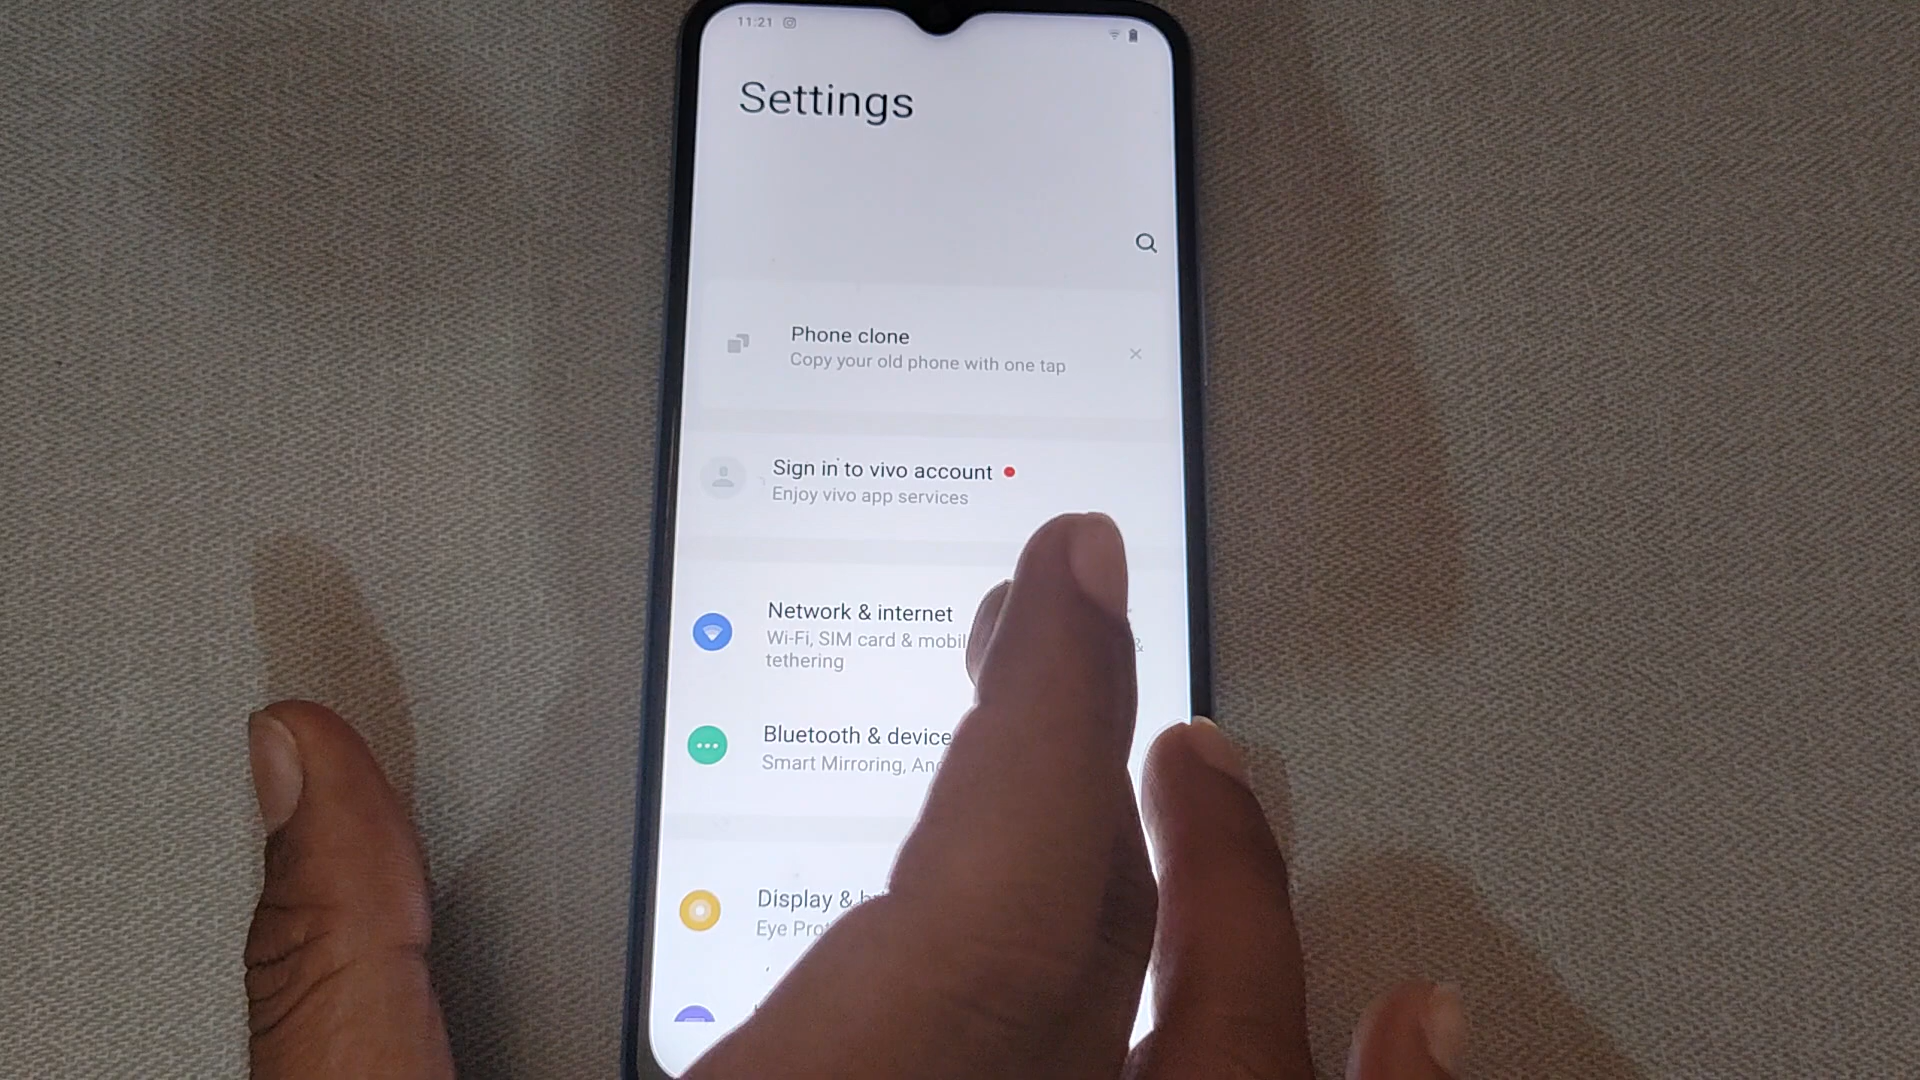 11:21
Settings
Phone clone
Copy your old phone with one tap
Sign in to vivo account
Enjoy vivo app services
Network & internet
Wi-Fi, SIM card & mobil &
tethering
Bluetooth & device
Smart Mirroring, An
Display &
Eye Pro